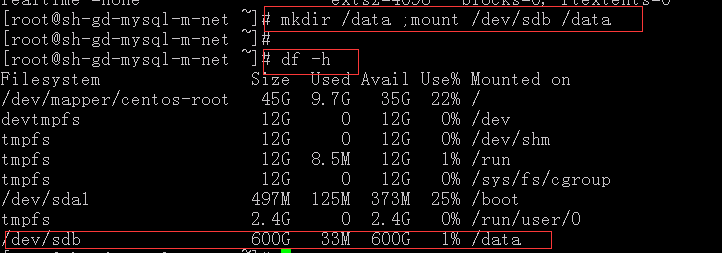 realtime =none                   extsz=4096   blocks=0, rtextents=0
[root@sh-gd-mysql-m-net ~]# mkdir /data ;mount /dev/sdb /data
[root@sh-gd-mysql-m-net ~]#
[root@sh-gd-mysql-m-net ~]# df -h
Filesystem               Size  Used Avail Use% Mounted on
/dev/mapper/centos-root   45G  9.7G   35G  22% /
devtmpfs                  12G     0   12G   0% /dev
tmpfs                     12G     0   12G   0% /dev/shm
tmpfs                     12G  8.5M   12G   1% /run
tmpfs                     12G     0   12G   0% /sys/fs/cgroup
/dev/sda1                497M  125M  373M  25% /boot
tmpfs                    2.4G     0  2.4G   0% /run/user/0
/dev/sdb                 600G   33M  600G   1% /data